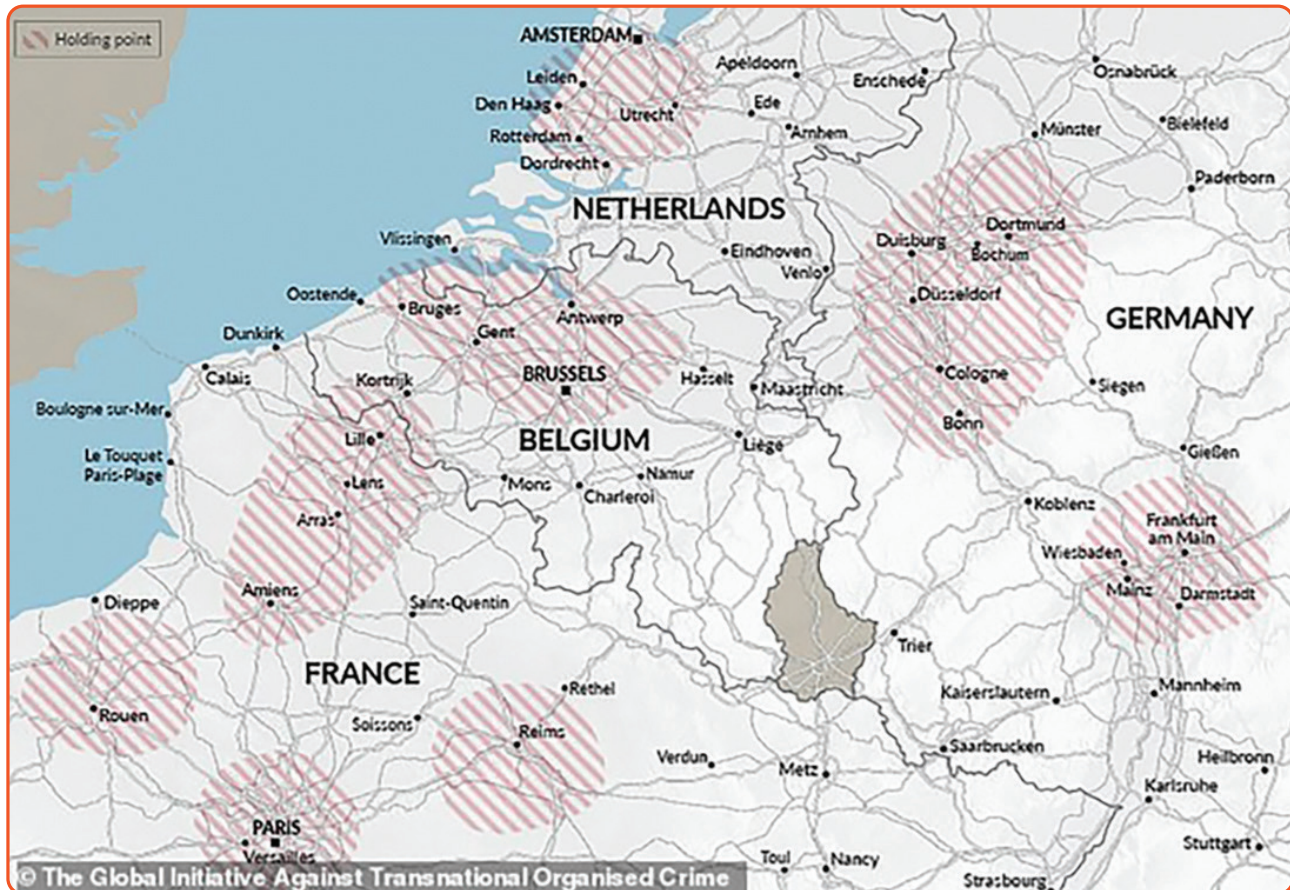 Holding point
AMSTERDAM
Leiden
Apeldoorn
Enschede
Osnabrück
Den Haag
Utrecht
Ede
Rotterdam
Arnhem
Münster
Bielefeld
Dordrecht
Paderborn
NETHERLANDS
Vlissingen
Eindhoven
Venlo
Duisburg
Dortmund
Bochum
Oostende
Bruges
Antwerp
Düsseldorf
GERMANY
Dunkirk
Gent
Calais
Kortrijk
BRUSSELS
Hasselt
Maastricht
Cologne
Siegen
Boulogne sur-Mer
Lille
BELGIUM
Liège
Bonn
Le Touquet
Paris-Plage
Gießen
Lens
Mons
Charleroi
Namur
Koblenz
Arras
Frankfurt
am Main
Wiesbaden
Mainz
Darmstadt
Amiens
Dieppe
Saint-Quentin
Trier
FRANCE
Rethel
Kaiserslautern
Mannheim
Rouen
Soissons
Reims
Verdun
Metz
Saarbrucken
Heilbronn
Karlsruhe
PARIS
Versailles
Toul
Nancy
Strasbourg
Stuttgart
© The Global Initiative Against Transnational Organised Crime